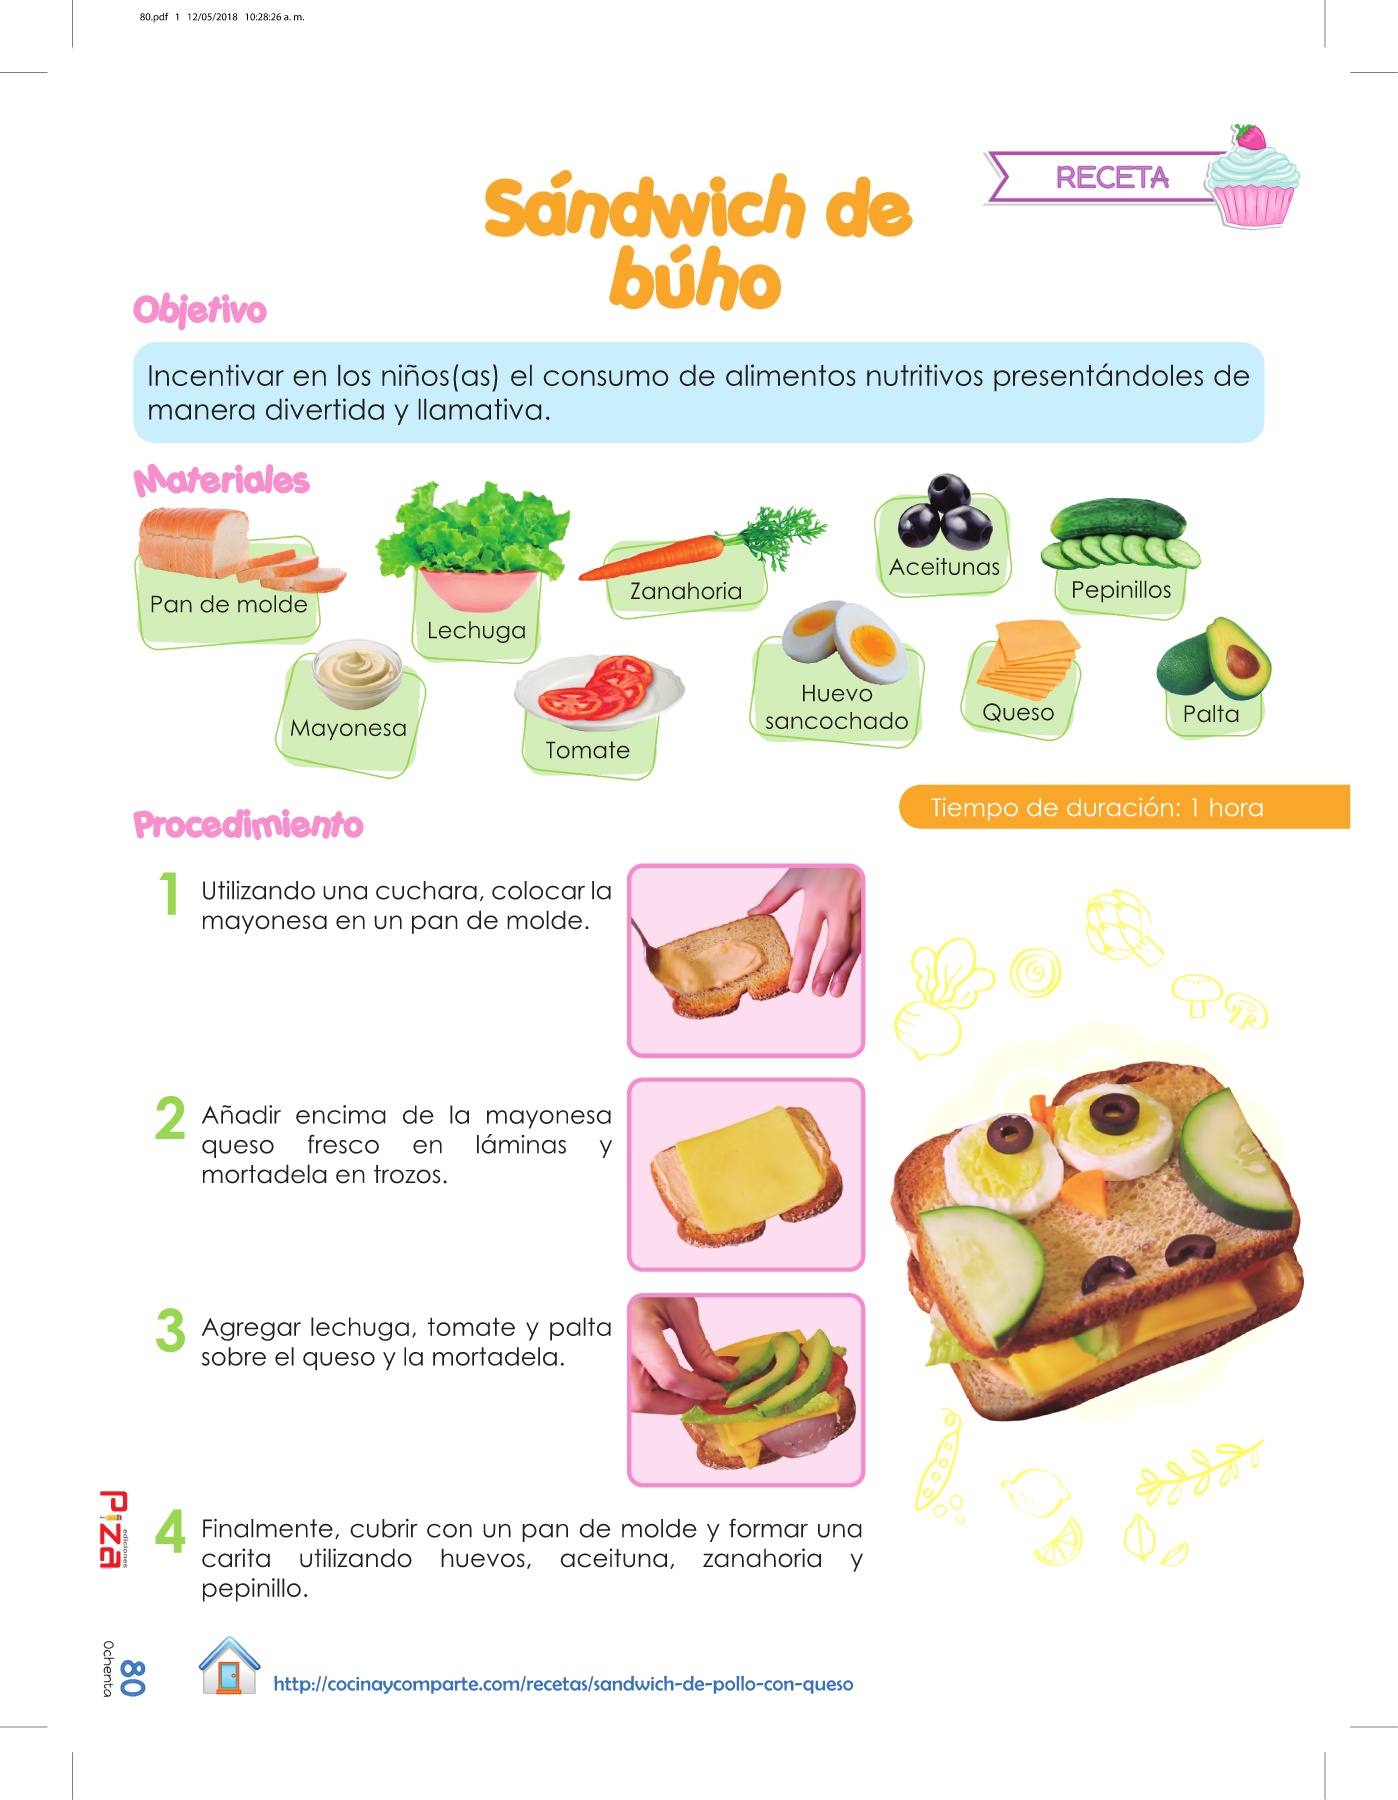 80.pdf 1 12/05/2018 10:28:26 a. m.
RECETA
Sándwich de
búho
Objetivo
Incentivar en los niños(as) el consumo de alimentos nutritivos presentándoles de
manera divertida y llamativa.
Materiales
Pan de molde
Lechuga
Zanahoria
Aceitunas
Pepinillos
Mayonesa
Tomate
Huevo
sancochado
Queso
Palta
Tiempo de duración: 1 hora
Procedimiento
1 Utilizando una cuchara, colocar la
mayonesa en un pan de molde.
2 Añadir encima de la mayonesa
queso fresco en láminas y
mortadela en trozos.
3 Agregar lechuga, tomate y palta
sobre el queso y la mortadela.
4 Finalmente, cubrir con un pan de molde y formar una
carita utilizando huevos, aceituna, zanahoria y
pepinillo.
Piza
ediciones
80
Ochenta
http://cocinaycomparte.com/recetas/sandwich-de-pollo-con-queso